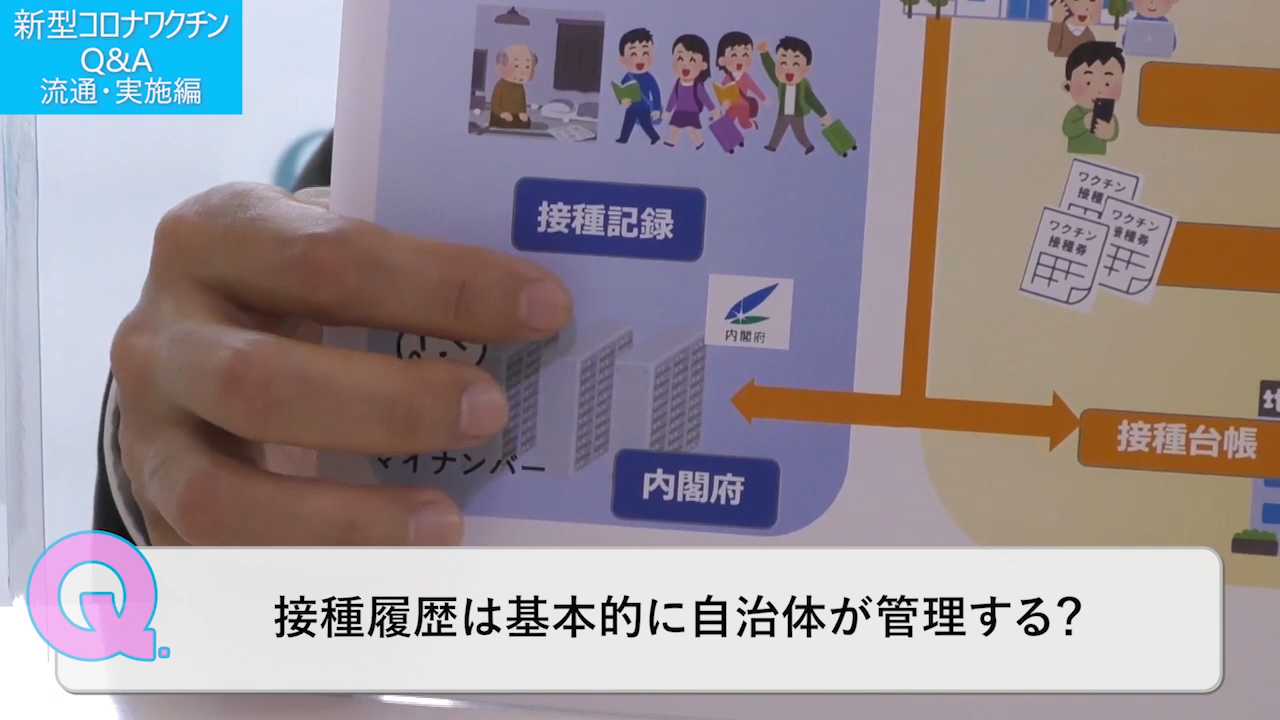 新型コロナワクチン
Q&A
流通・実施編
接種記録
内閣府
マイナンバー
内閣府
ワクチン
接種
ワクチン
接種券
ワクチン
接種券
接種台帳
Q.
接種履歴は基本的に自治体が管理する?